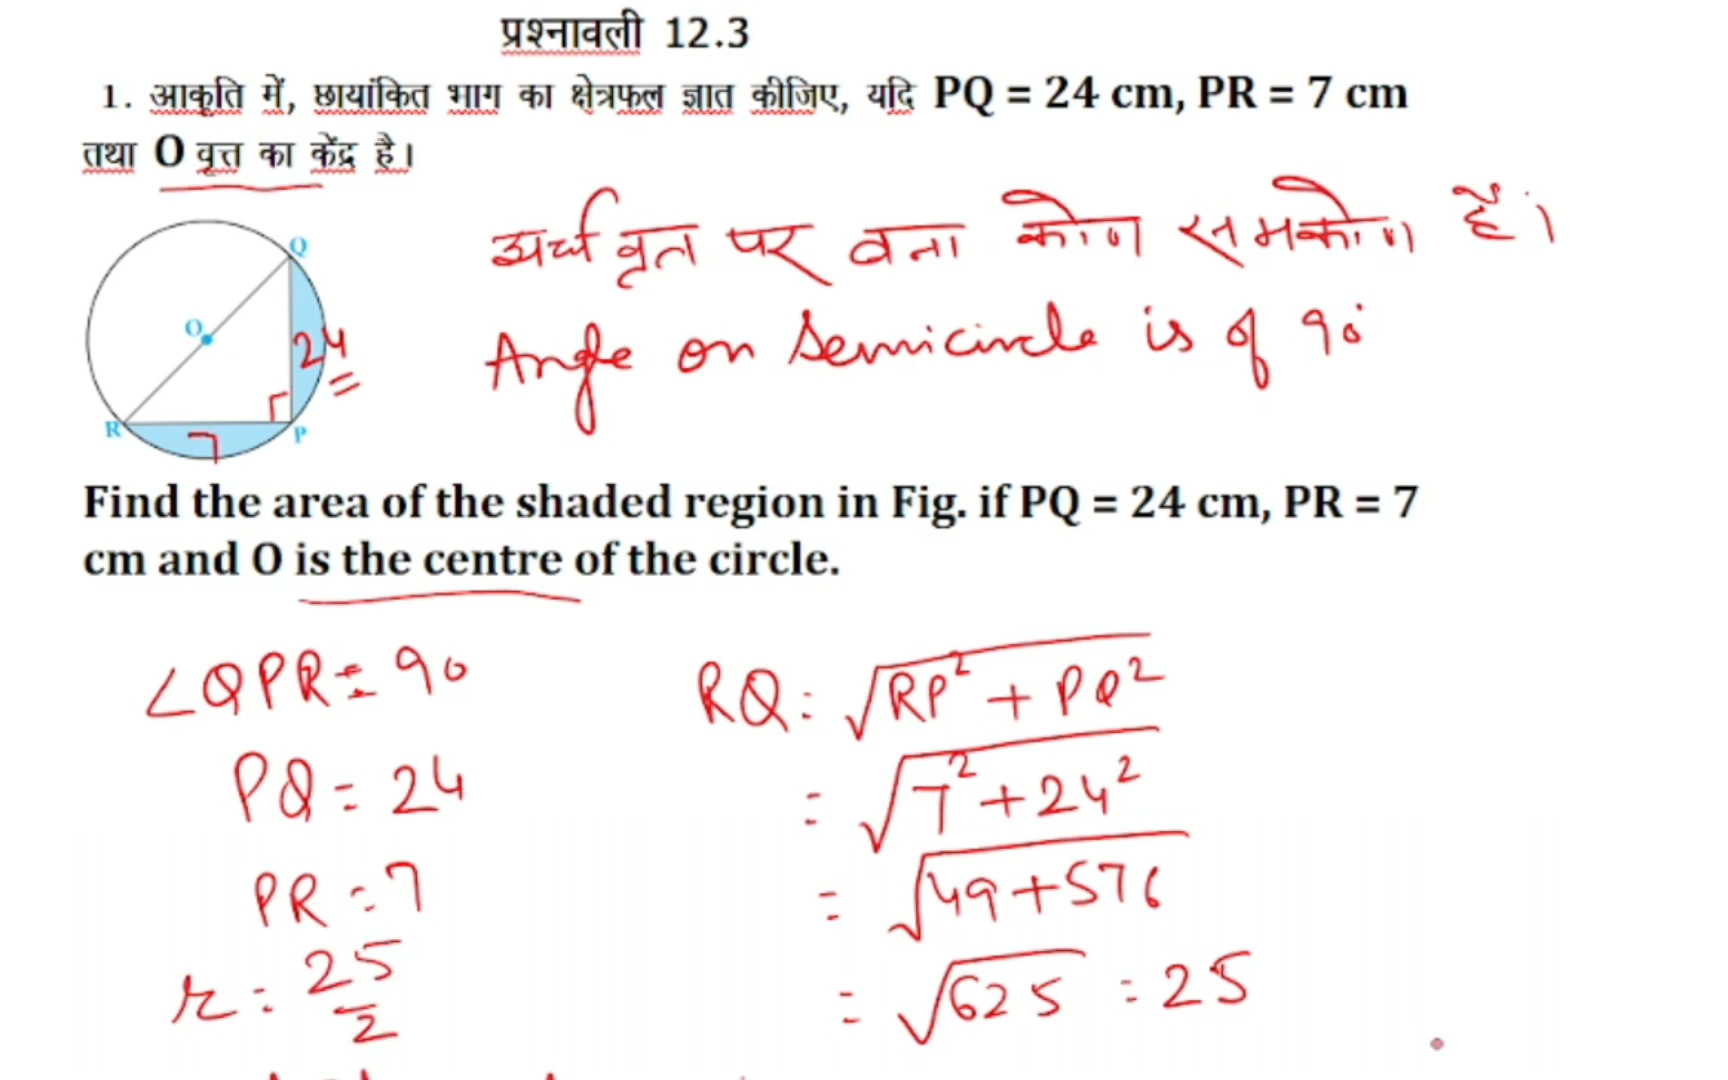 प्रश्नावली 12.3
1. आकृति में, छायांकित भाग का क्षेत्रफल ज्ञात कीजिए, यदि PQ = 24 cm, PR = 7 cm
तथा O वृत्त का केंद्र है।
अर्ध वृत पर बना कोण समकोण है।
Angle on Semicircle is of 90°
Q
O
24
R
7
P
Find the area of the shaded region in Fig. if PQ = 24 cm, PR = 7
cm and O is the centre of the circle.
∠QPR = 90
PQ = 24
PR = 7
r = 25/2
RQ = √(RP² + PQ²)
= √(7² + 24²)
= √(49 + 576)
= √625 = 25